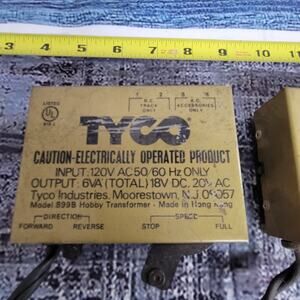 3 4 5 6 7 8 9 10 11
LISTED
UL
1 2 3 4
D.C. TRACK ONLY A.C. ACCESSORIES ONLY
TYCO
CAUTION-ELECTRICALLY OPERATED PRODUCT
INPUT: 120V AC 50/60 Hz ONLY
OUTPUT: 6VA (TOTAL) 18V DC. 20V AC
Tyco Industries, Moorestown, N.J. 08057
Model 899B Hobby Transformer - Made in Hong Kong
DIRECTION SPEED
FORWARD REVERSE STOP FULL